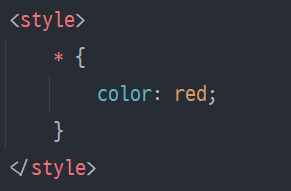 <style>
* {
color: red;
}
</style>